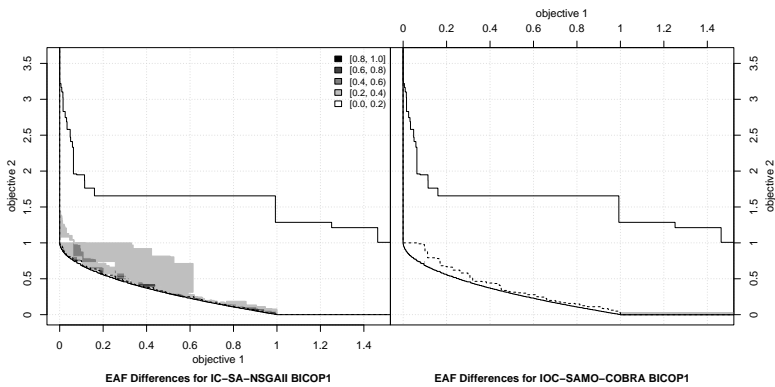 objective 1
0 0.2 0.4 0.6 0.8 1 1.2 1.4
3.5
3
2.5
2
1.5
1
0.5
0
objective 2
[0.8, 1.0]
[0.6, 0.8)
[0.4, 0.6)
[0.2, 0.4)
[0.0, 0.2)
3.5
3
2.5
2
1.5
1
0.5
0
objective 2
0 0.2 0.4 0.6 0.8 1 1.2 1.4
objective 1
EAF Differences for IC−SA−NSGAII BICOP1
EAF Differences for IOC−SAMO−COBRA BICOP1